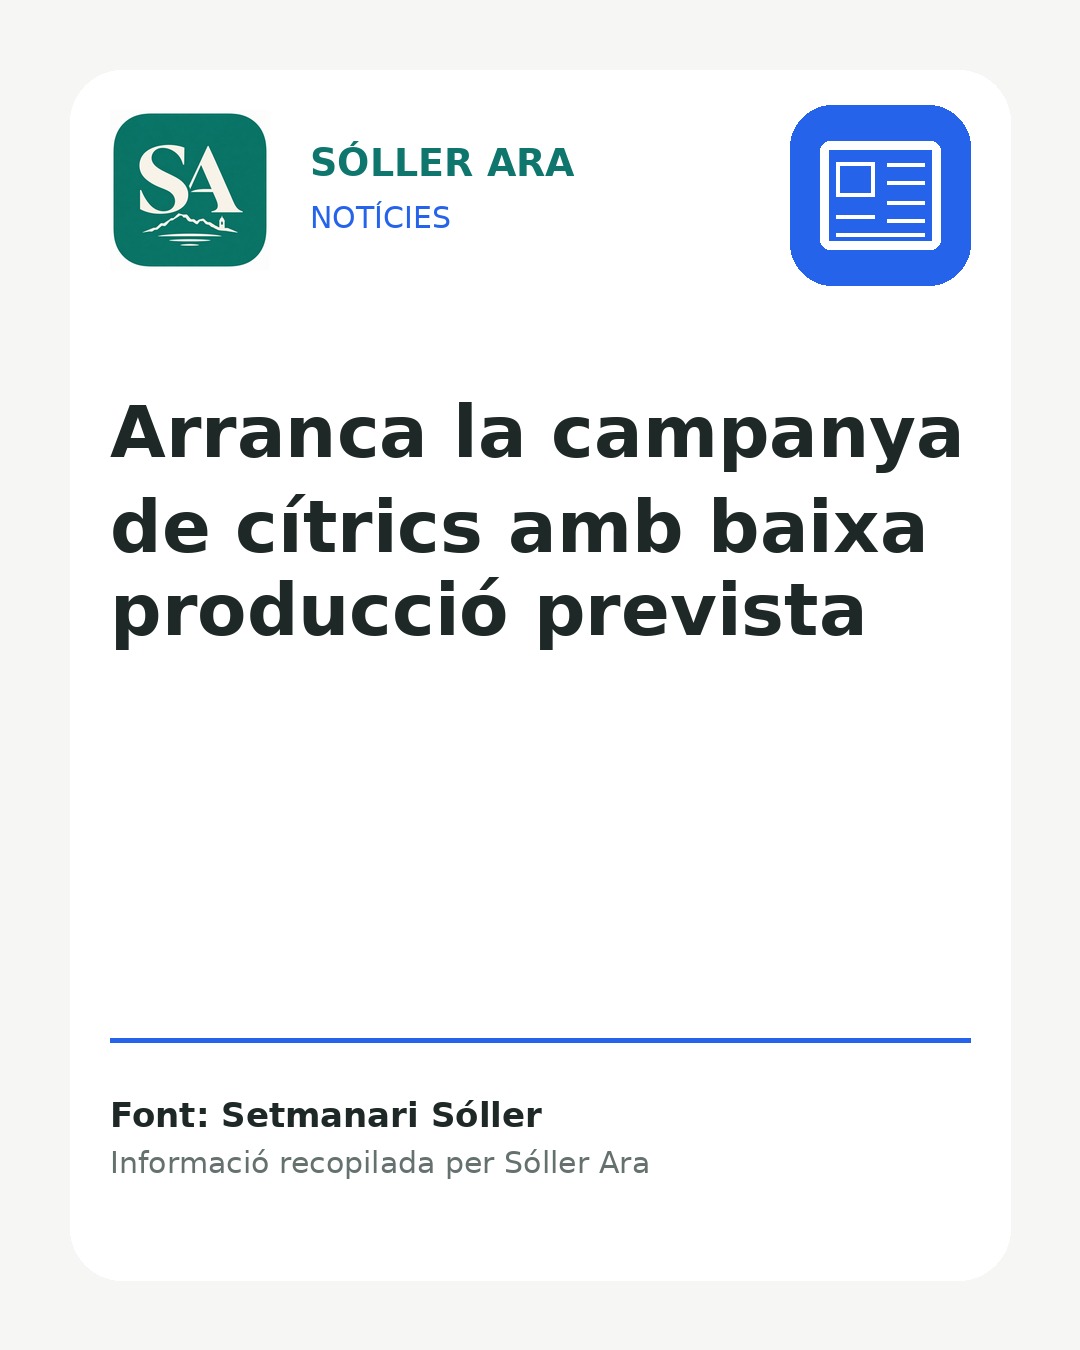 SA
SÓLLER ARA
NOTÍCIES
Arranca la campanya
de cítrics amb baixa
producció prevista
Font: Setmanari Sóller
Informació recopilada per Sóller Ara